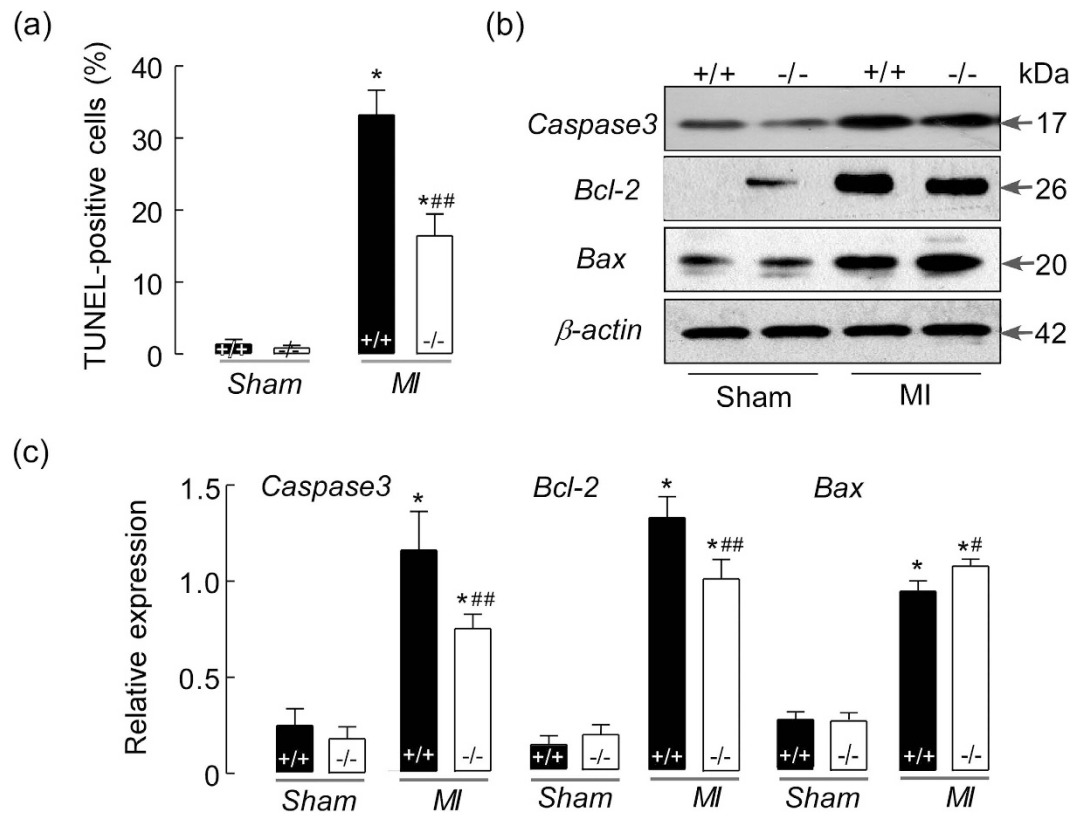 (a)
TUNEL-positive cells (%)
40
30
20
10
0
*
*##
+/+
-/-
+/+
-/-
Sham
MI
(b)
+/+ -/- +/+ -/- kDa
Caspase3 17
Bcl-2 26
Bax 20
β-actin 42
Sham MI
(c)
Relative expression
1.5
1.0
0.5
0
Caspase3 Bcl-2 Bax
* * * *#
*## *##
+/+ -/- +/+ -/- +/+ -/- +/+ -/- +/+ -/- +/+ -/-
Sham MI Sham MI Sham MI